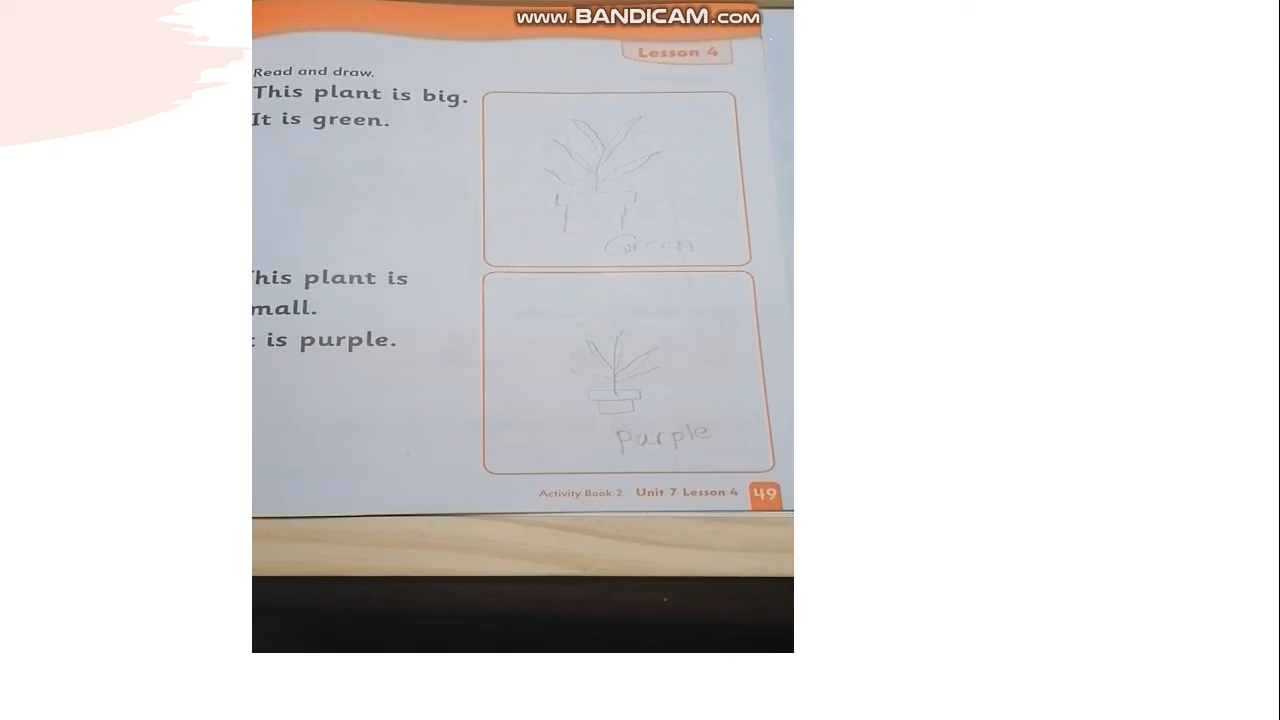 www.BANDICAM.com
Lesson 4
Read and draw.
This plant is big.
It is green.
Green
his plant is
mall.
is purple.
purple
Activity Book 2 Unit 7 Lesson 4 49